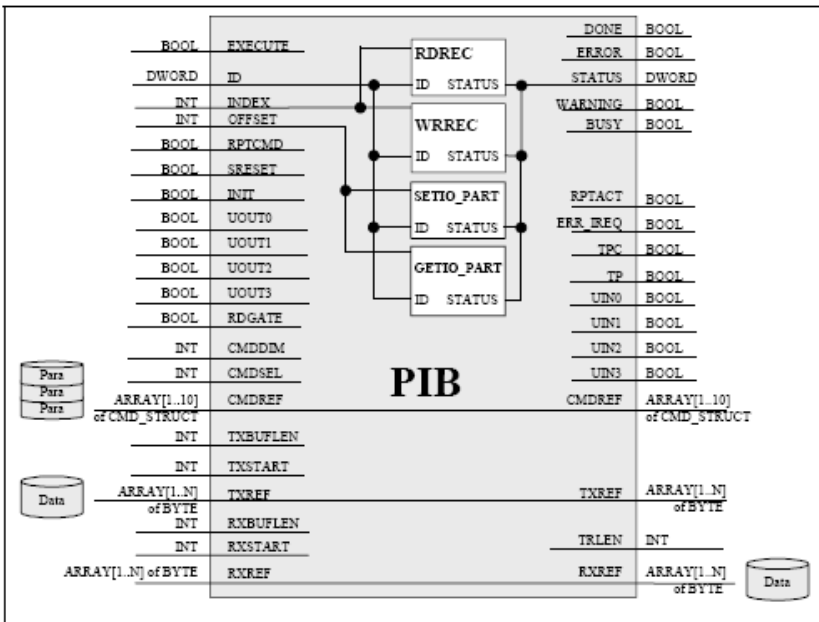 DONE BOOL
BOOL EXECUTE
ERROR BOOL
RDREC
DWORD ID
ID STATUS
STATUS DWORD
INT INDEX
WARNING BOOL
INT OFFSET
WRREC
BUSY BOOL
BOOL RPTCMD
ID STATUS
BOOL SRESET
BOOL INIT
SETIO_PART
RPTACT BOOL
BOOL UOUT0
ID STATUS
ERR_IREQ BOOL
BOOL UOUT1
TPC BOOL
BOOL UOUT2
GETIO_PART
TP BOOL
BOOL UOUT3
ID STATUS
UIN0 BOOL
BOOL RDGATE
UIN1 BOOL
INT CMDDIM
UIN2 BOOL
INT CMDSEL
UIN3 BOOL
PIB
Para
Para
Para
ARRAY[1..10] CMDREF
of CMD_STRUCT
CMDREF ARRAY[1..10]
of CMD_STRUCT
INT TXBUFLEN
INT TXSTART
Data
ARRAY[1..N] TXREF
of BYTE
TXREF ARRAY[1..N]
of BYTE
INT RXBUFLEN
INT RXSTART
TRLEN INT
ARRAY[1..N] of BYTE RXREF
RXREF ARRAY[1..N]
of BYTE
Data